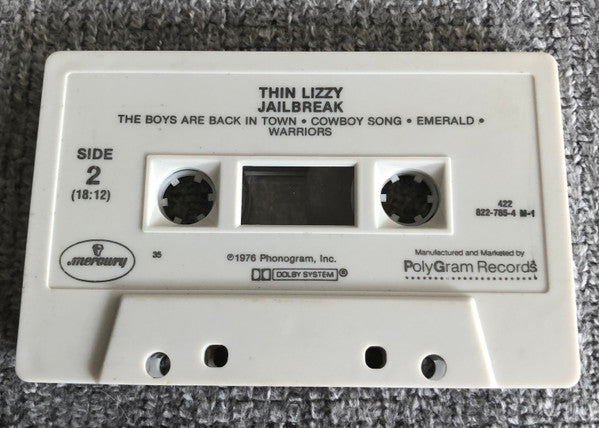 THIN LIZZY
JAILBREAK
THE BOYS ARE BACK IN TOWN • COWBOY SONG • EMERALD •
WARRIORS
SIDE
2
(18:12)
422
822-785-4 M-1
mercury
35
℗1976 Phonogram, Inc.
DOLBY SYSTEM ®
Manufactured and Marketed by
PolyGram Records